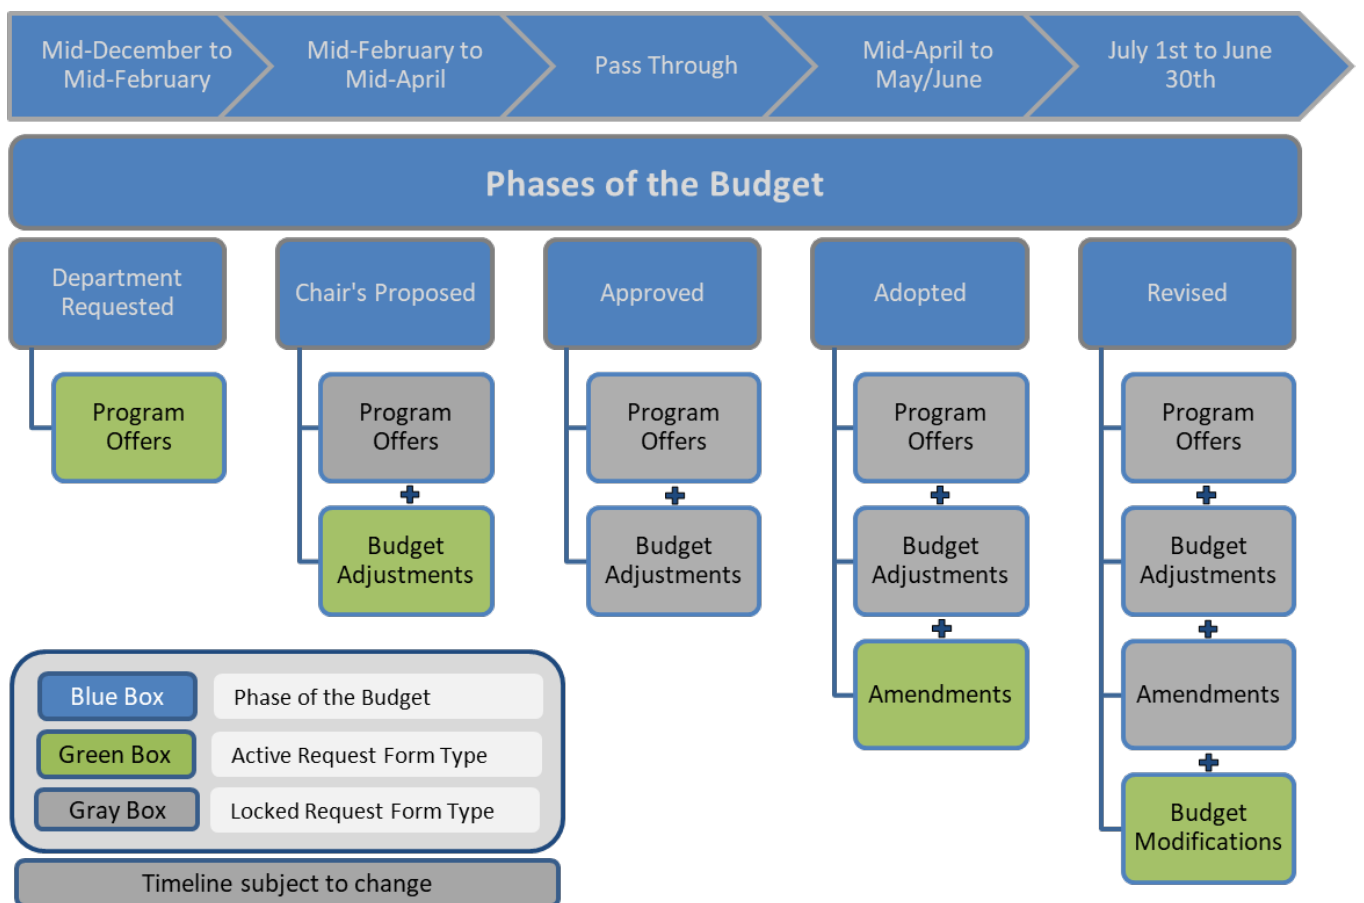 Mid-December to
Mid-February
Mid-February to
Mid-April
Pass Through
Mid-April to
May/June
July 1st to June
30th
Phases of the Budget
Department
Requested
Chair's Proposed
Approved
Adopted
Revised
Program
Offers
Program
Offers
Program
Offers
Program
Offers
Program
Offers
Budget
Adjustments
Budget
Adjustments
Budget
Adjustments
Budget
Adjustments
Amendments
Amendments
Budget
Modifications
Blue Box
Phase of the Budget
Green Box
Active Request Form Type
Gray Box
Locked Request Form Type
Timeline subject to change